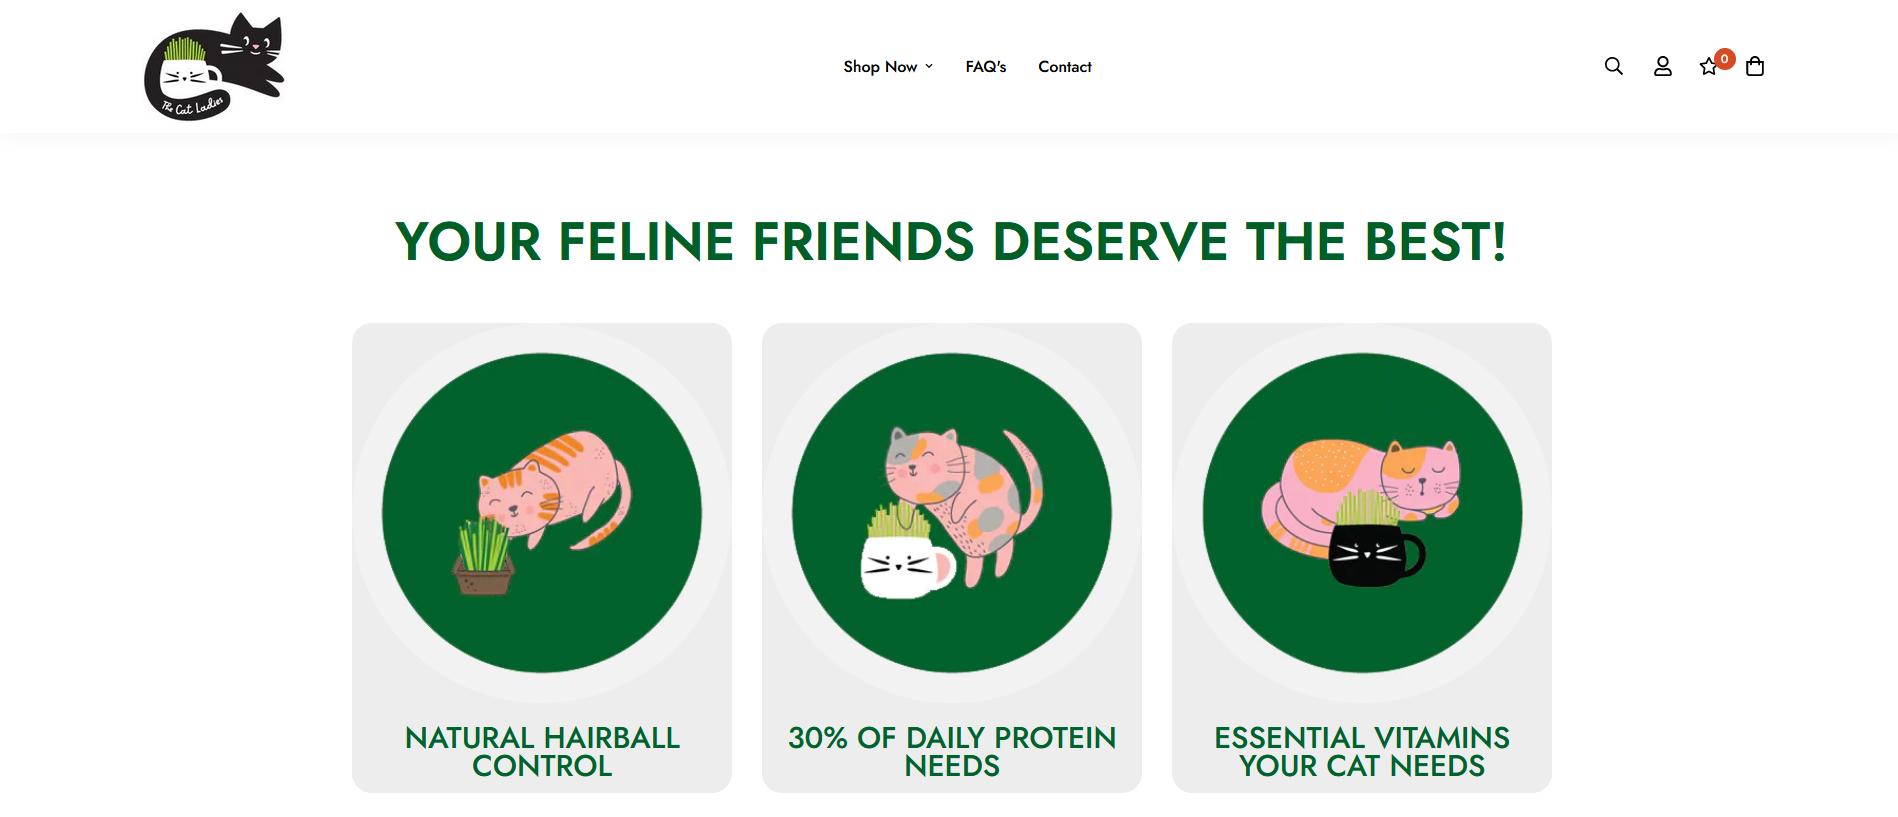 The Cat Ladies
Shop Now
FAQ's
Contact
0
YOUR FELINE FRIENDS DESERVE THE BEST!
NATURAL HAIRBALL
CONTROL
30% OF DAILY PROTEIN
NEEDS
ESSENTIAL VITAMINS
YOUR CAT NEEDS